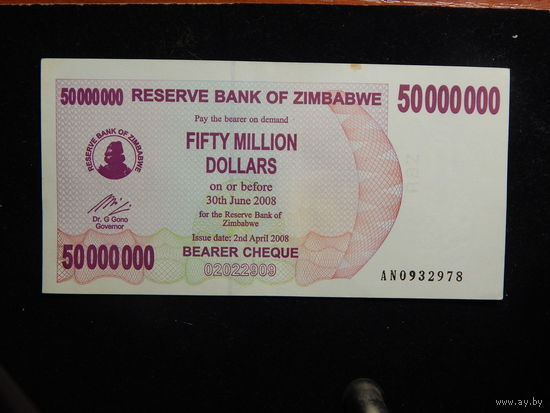 50000000 RESERVE BANK OF ZIMBABWE 50000000
Pay the bearer on demand
FIFTY MILLION
DOLLARS
on or before
30th June 2008
for the Reserve Bank of
Zimbabwe
Issue date: 2nd April 2008
BEARER CHEQUE
02022909
RESERVE BANK OF ZIMBABWE
Dr. G Gono
Governor
50000000
AN0932978
www.ay.by